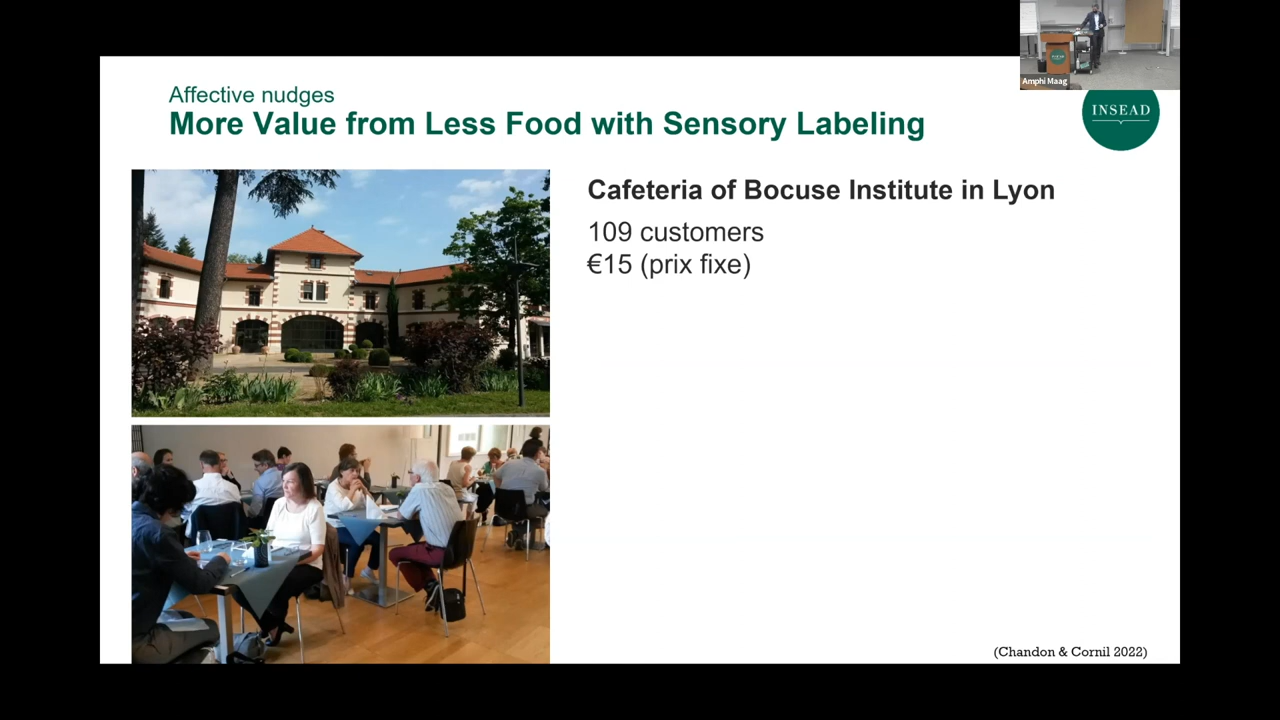 Affective nudges
More Value from Less Food with Sensory Labeling
Amphi Maag
INSEAD
Cafeteria of Bocuse Institute in Lyon
109 customers
€15 (prix fixe)
(Chandon & Cornil 2022)